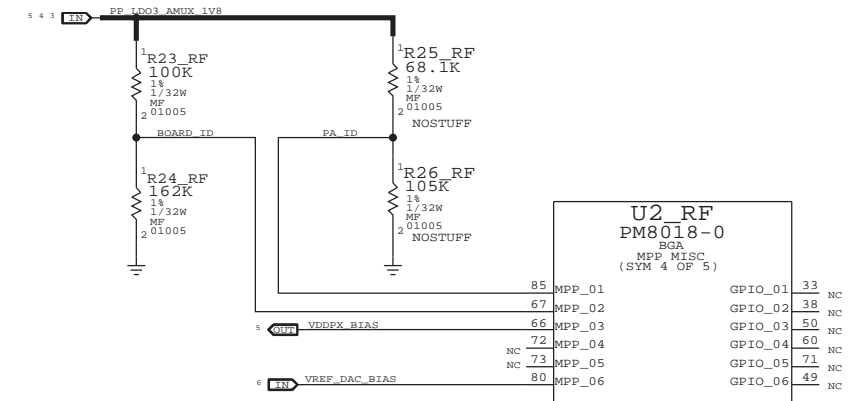 5 4 3 IN PP_LDO3_AMUX_1V8
1 R23_RF
100K
1%
1/32W
MF
2 01005
1 R25_RF
68.1K
1%
1/32W
MF
2 01005
NOSTUFF
BOARD_ID
PA_ID
1 R24_RF
162K
1%
1/32W
MF
2 01005
1 R26_RF
105K
1%
1/32W
MF
2 01005
NOSTUFF
U2_RF
PM8018-0
BGA
MPP MISC
(SYM 4 OF 5)
85 MPP_01 GPIO_01 33 NC
67 MPP_02 GPIO_02 38 NC
5 OUT VDDPX_BIAS 66 MPP_03 GPIO_03 50 NC
NC 72 MPP_04 GPIO_04 60 NC
NC 73 MPP_05 GPIO_05 71 NC
6 IN VREF_DAC_BIAS 80 MPP_06 GPIO_06 49 NC